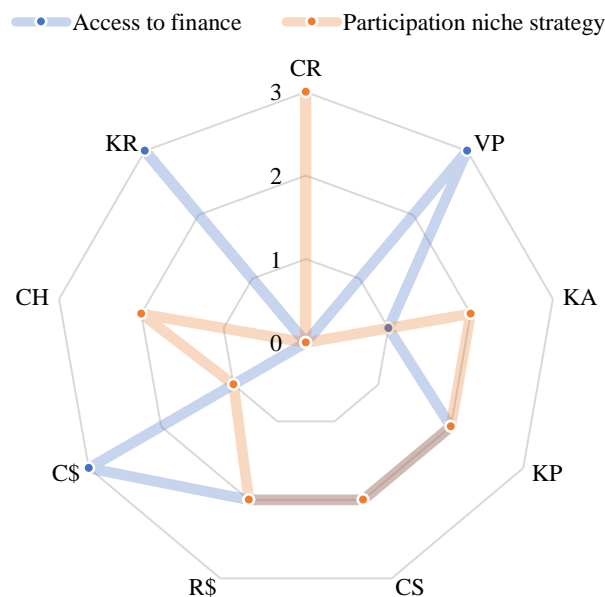 Access to finance
Participation niche strategy
CR
3
KR
VP
2
1
CH
KA
0
C$
KP
R$
CS